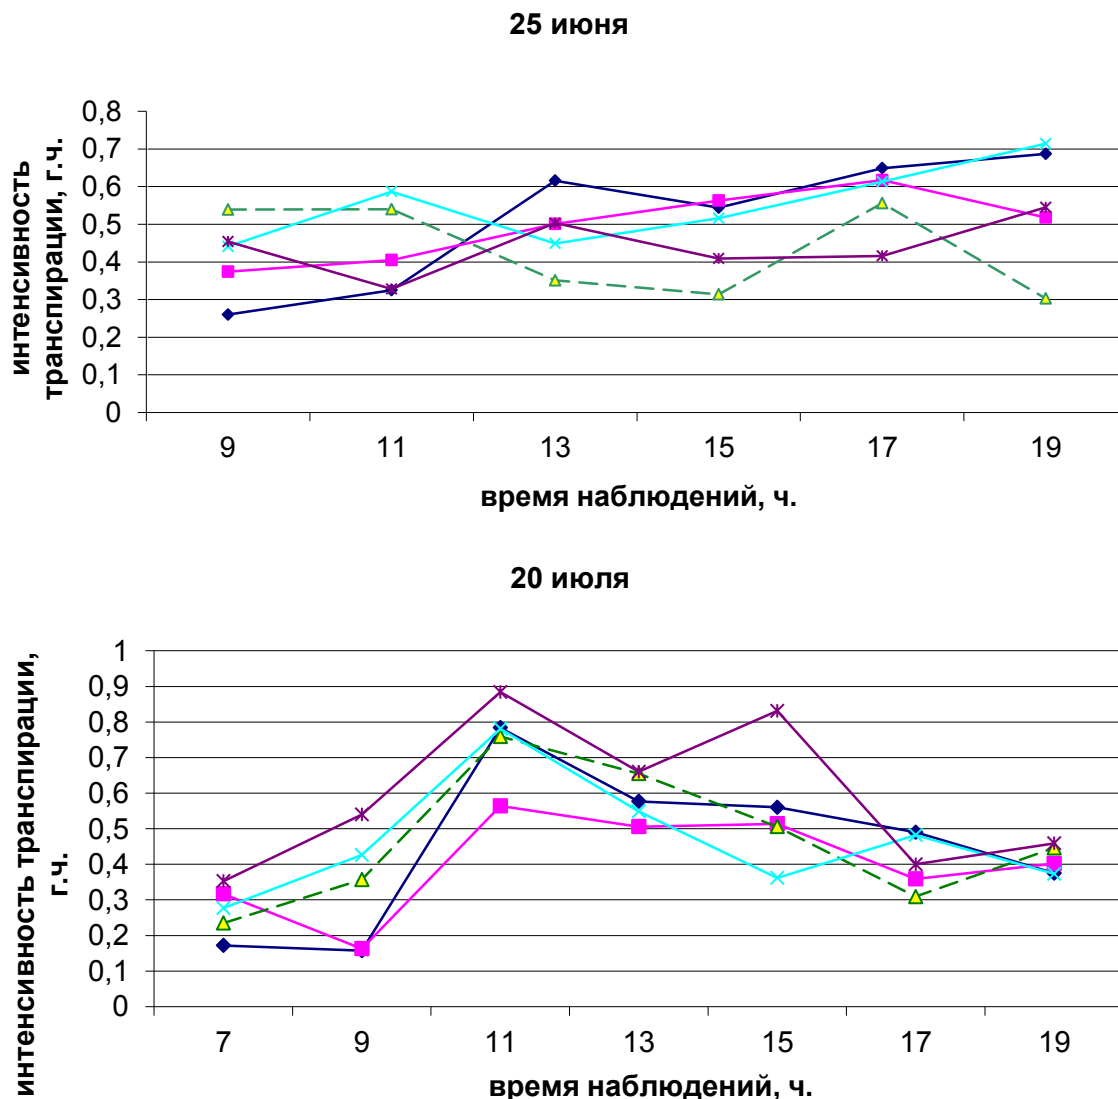 25 июня
интенсивность
транспирации, г.ч.
0,8
0,7
0,6
0,5
0,4
0,3
0,2
0,1
0
9 11 13 15 17 19
время наблюдений, ч.
20 июля
интенсивность транспирации,
г.ч.
1
0,9
0,8
0,7
0,6
0,5
0,4
0,3
0,2
0,1
0
7 9 11 13 15 17 19
время наблюдений, ч.